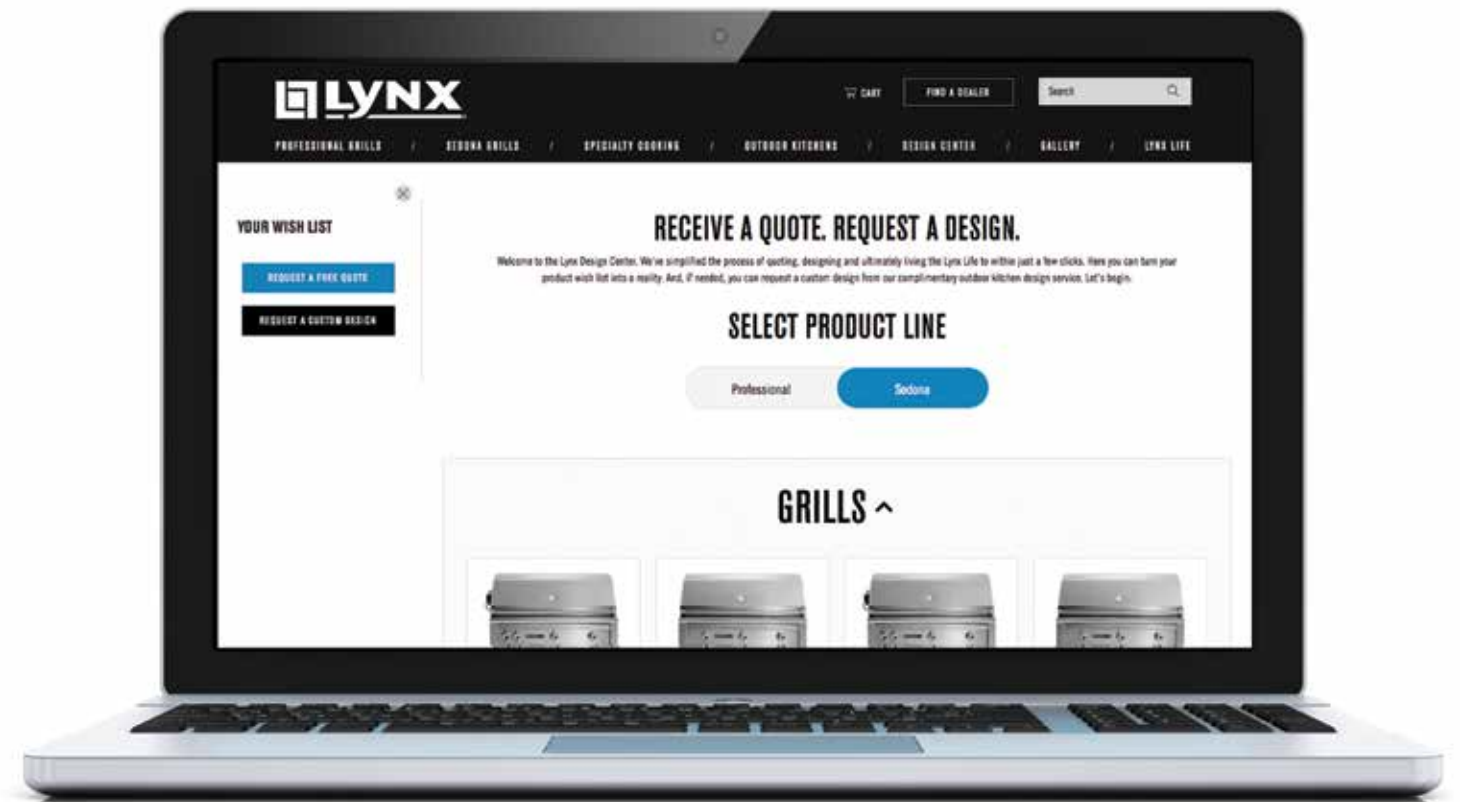 LYNX
CART
FIND A DEALER
Search
PROFESSIONAL GRILLS / SEDONA GRILLS / SPECIALTY COOKING / OUTDOOR KITCHENS / DESIGN CENTER / GALLERY / LYNX LIFE
YOUR WISH LIST
REQUEST A FREE QUOTE
REQUEST A CUSTOM DESIGN
RECEIVE A QUOTE. REQUEST A DESIGN.
Welcome to the Lynx Design Center. We've simplified the process of quoting, designing and ultimately living the Lynx Life to within just a few clicks. Here you can turn your
product wish list into a reality. And, if needed, you can request a custom design from our complimentary outdoor kitchen design service. Let's begin.
SELECT PRODUCT LINE
Professional
Sedona
GRILLS